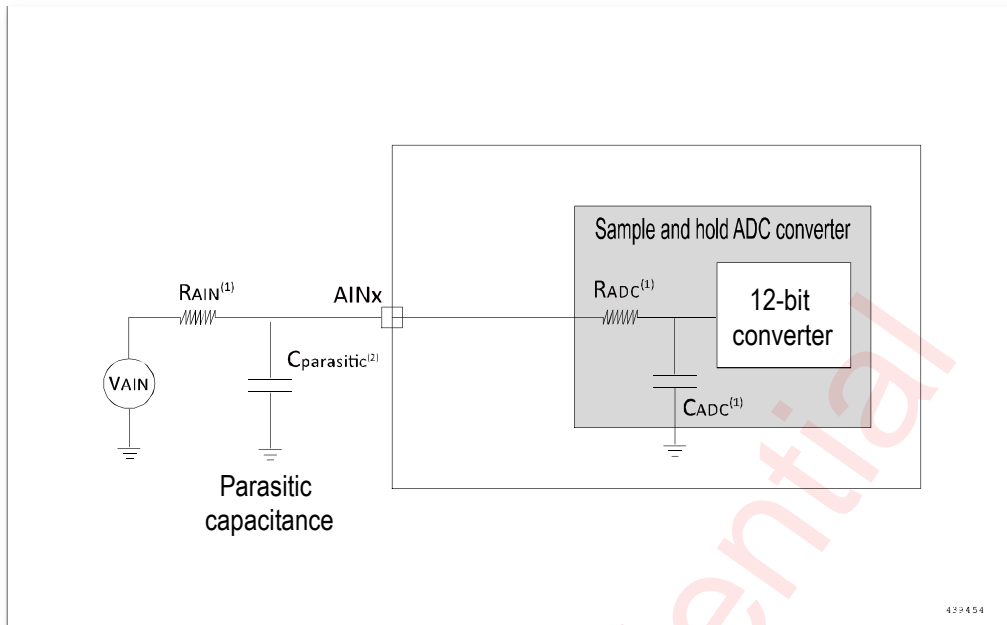 Sample and hold ADC converter
RAIN(1)
AINx
RADC(1)
12-bit
converter
Cparasitic(2)
VAIN
CADC(1)
Parasitic
capacitance
ential
439454